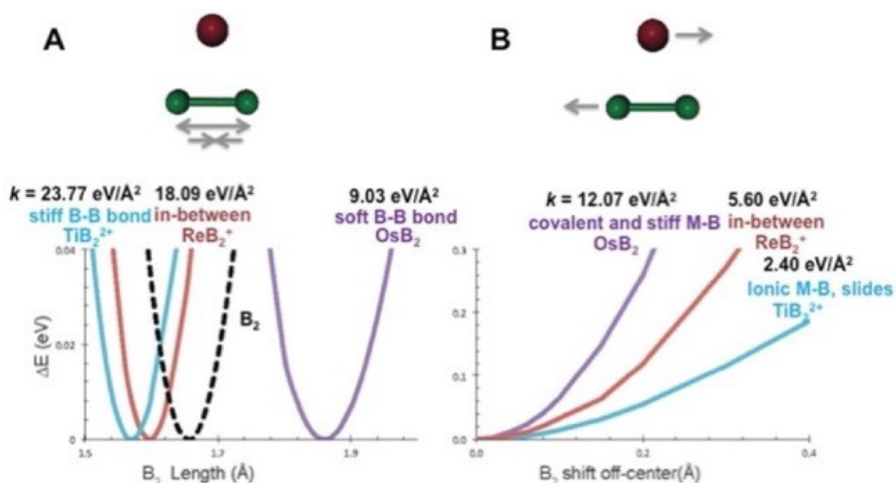 A
B
k = 23.77 eV/Å²
18.09 eV/Å²
9.03 eV/Å²
stiff B-B bond
in-between
soft B-B bond
TiB₂²⁺
ReB₂⁺
OsB₂
0.04
0.02
0
ΔE (eV)
B₂
1.5
1.7
1.9
B₂ Length (Å)
k = 12.07 eV/Å²
5.60 eV/Å²
covalent and stiff M-B
in-between
OsB₂
ReB₂⁺
2.40 eV/Å²
Ionic M-B, slides
TiB₂²⁺
0.3
0.2
0.1
0.0
0.0
0.2
0.4
B₂ shift off-center(Å)